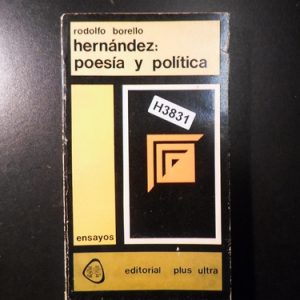 rodolfo borello
hernández:
poesía y política
H3831
ensayos
editorial plus ultra